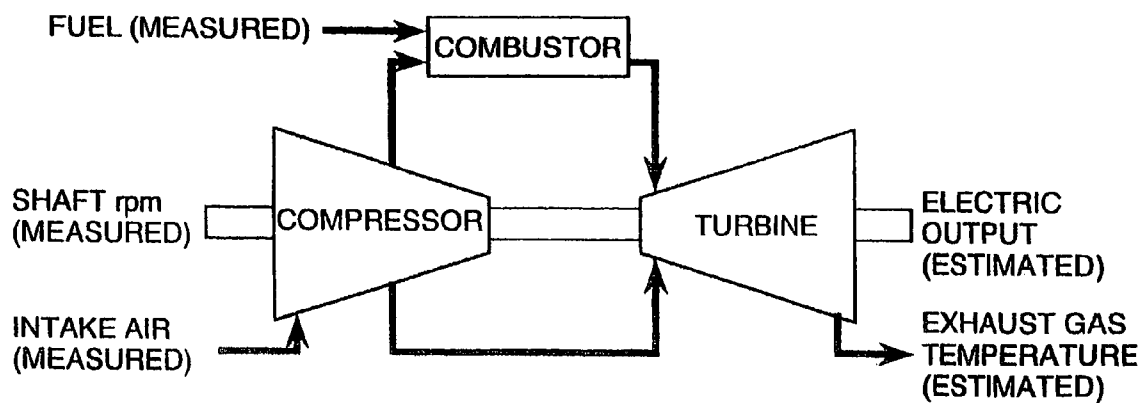 FUEL (MEASURED)
COMBUSTOR
SHAFT rpm
(MEASURED)
COMPRESSOR
TURBINE
ELECTRIC
OUTPUT
(ESTIMATED)
INTAKE AIR
(MEASURED)
EXHAUST GAS
TEMPERATURE
(ESTIMATED)